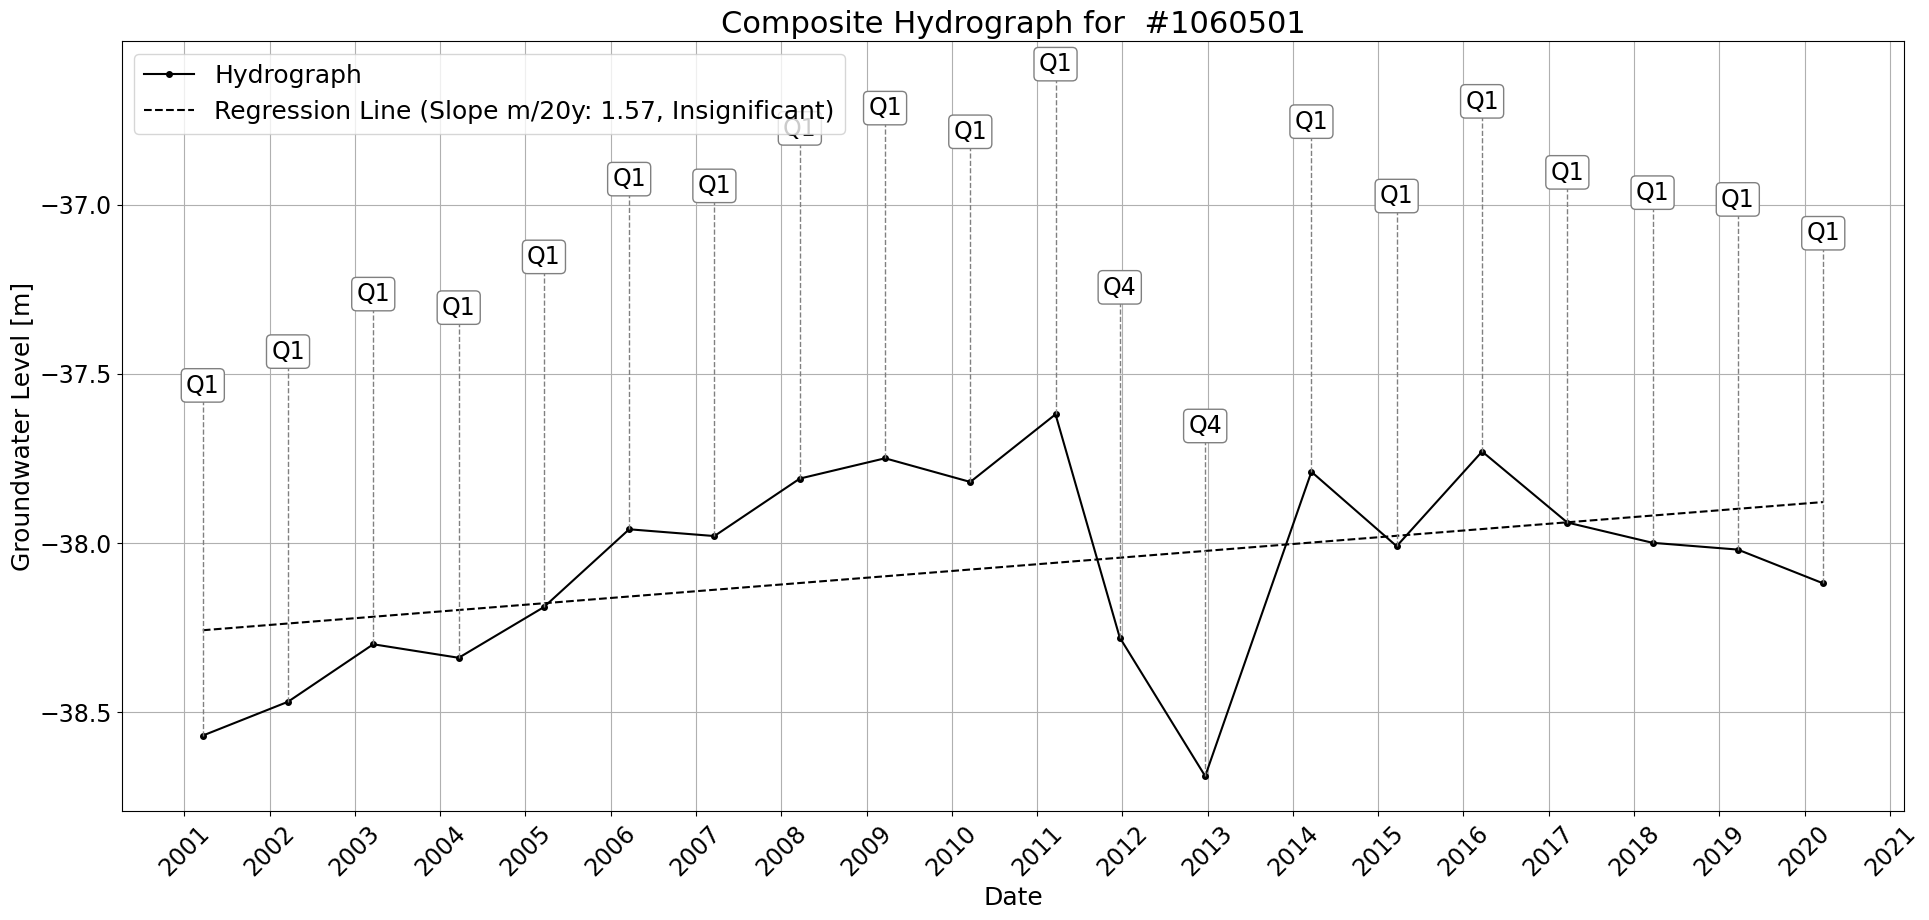 Composite Hydrograph for  #1060501
Hydrograph
Regression Line (Slope m/20y: 1.57, Insignificant)
Q1
Q1
Q1
Q1
Q1
Q1
Q1
Q1
Q1
Q1
Q1
Q4
Q4
Q1
Q1
Q1
Q1
Q1
Q1
Q1
Groundwater Level [m]
−37.0
−37.5
−38.0
−38.5
2001
2002
2003
2004
2005
2006
2007
2008
2009
2010
2011
2012
2013
2014
2015
2016
2017
2018
2019
2020
2021
Date